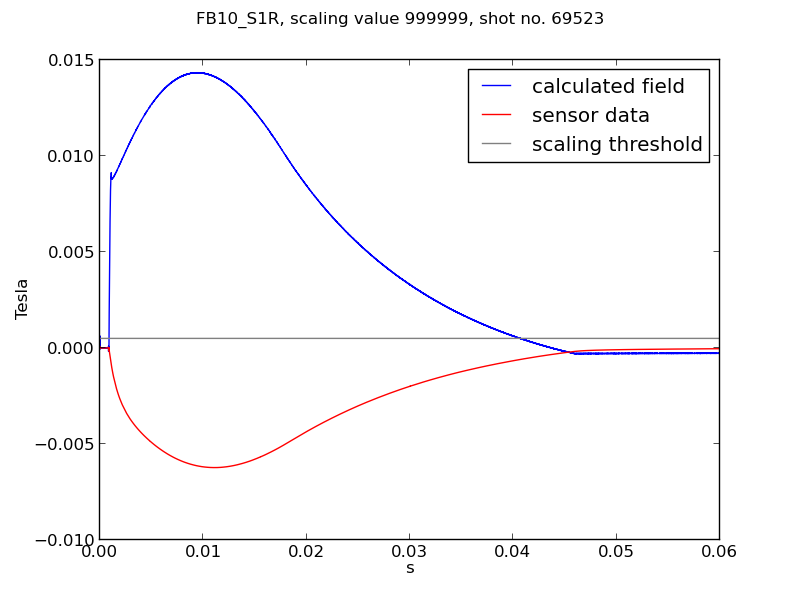 FB10_S1R, scaling value 999999, shot no. 69523
calculated field
sensor data
scaling threshold
Tesla
0.015
0.010
0.005
0.000
−0.005
−0.010
0.00 0.01 0.02 0.03 0.04 0.05 0.06
s